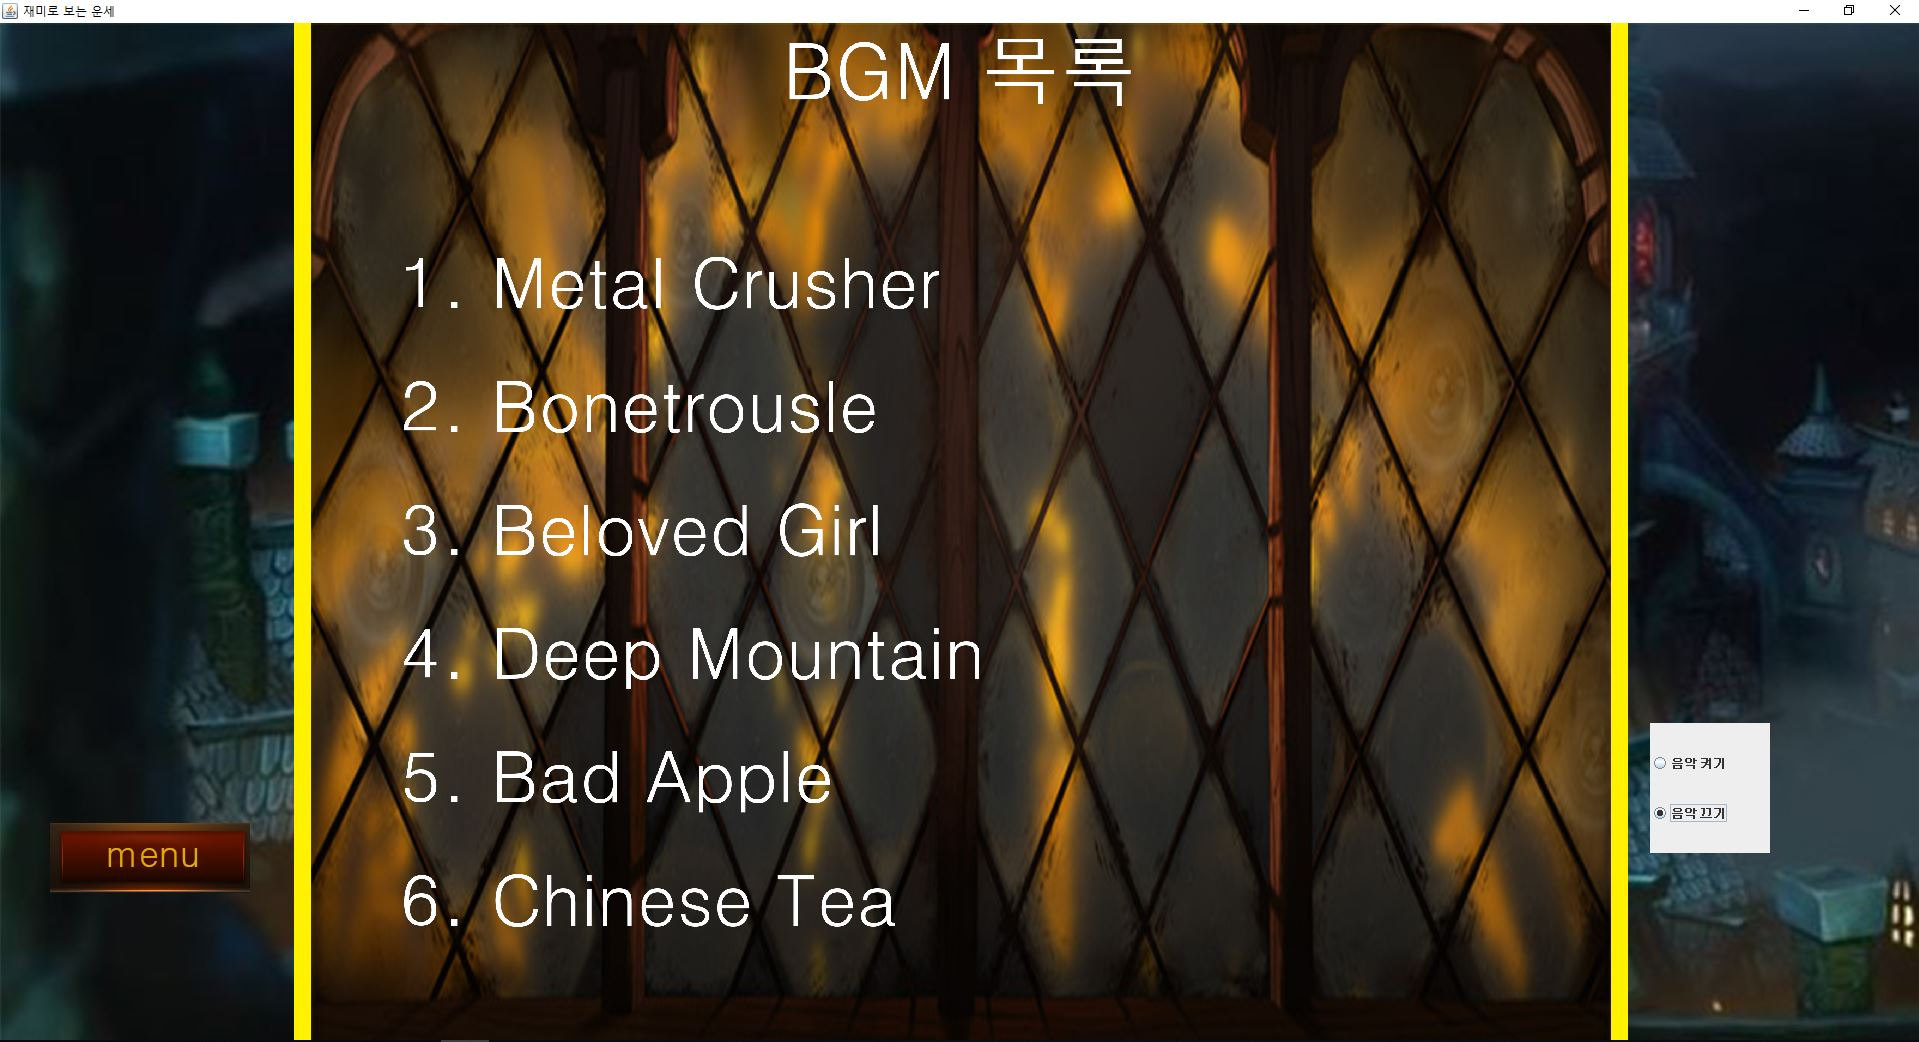 재미로 보는 운세
BGM 목록
1. Metal Crusher
2. Bonetrousle
3. Beloved Girl
4. Deep Mountain
5. Bad Apple
6. Chinese Tea
음악 켜기
음악 끄기
menu